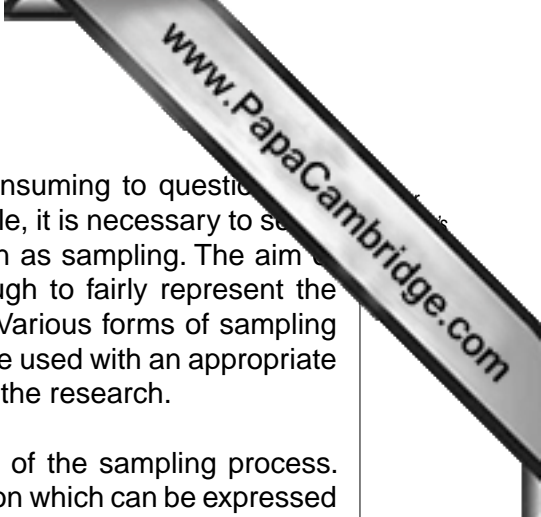 www.PapaCambridge.com
nsuming to questio
le, it is necessary to se
n as sampling. The aim
ugh to fairly represent the
Various forms of sampling
e used with an appropriate
the research.
of the sampling process.
on which can be expressed